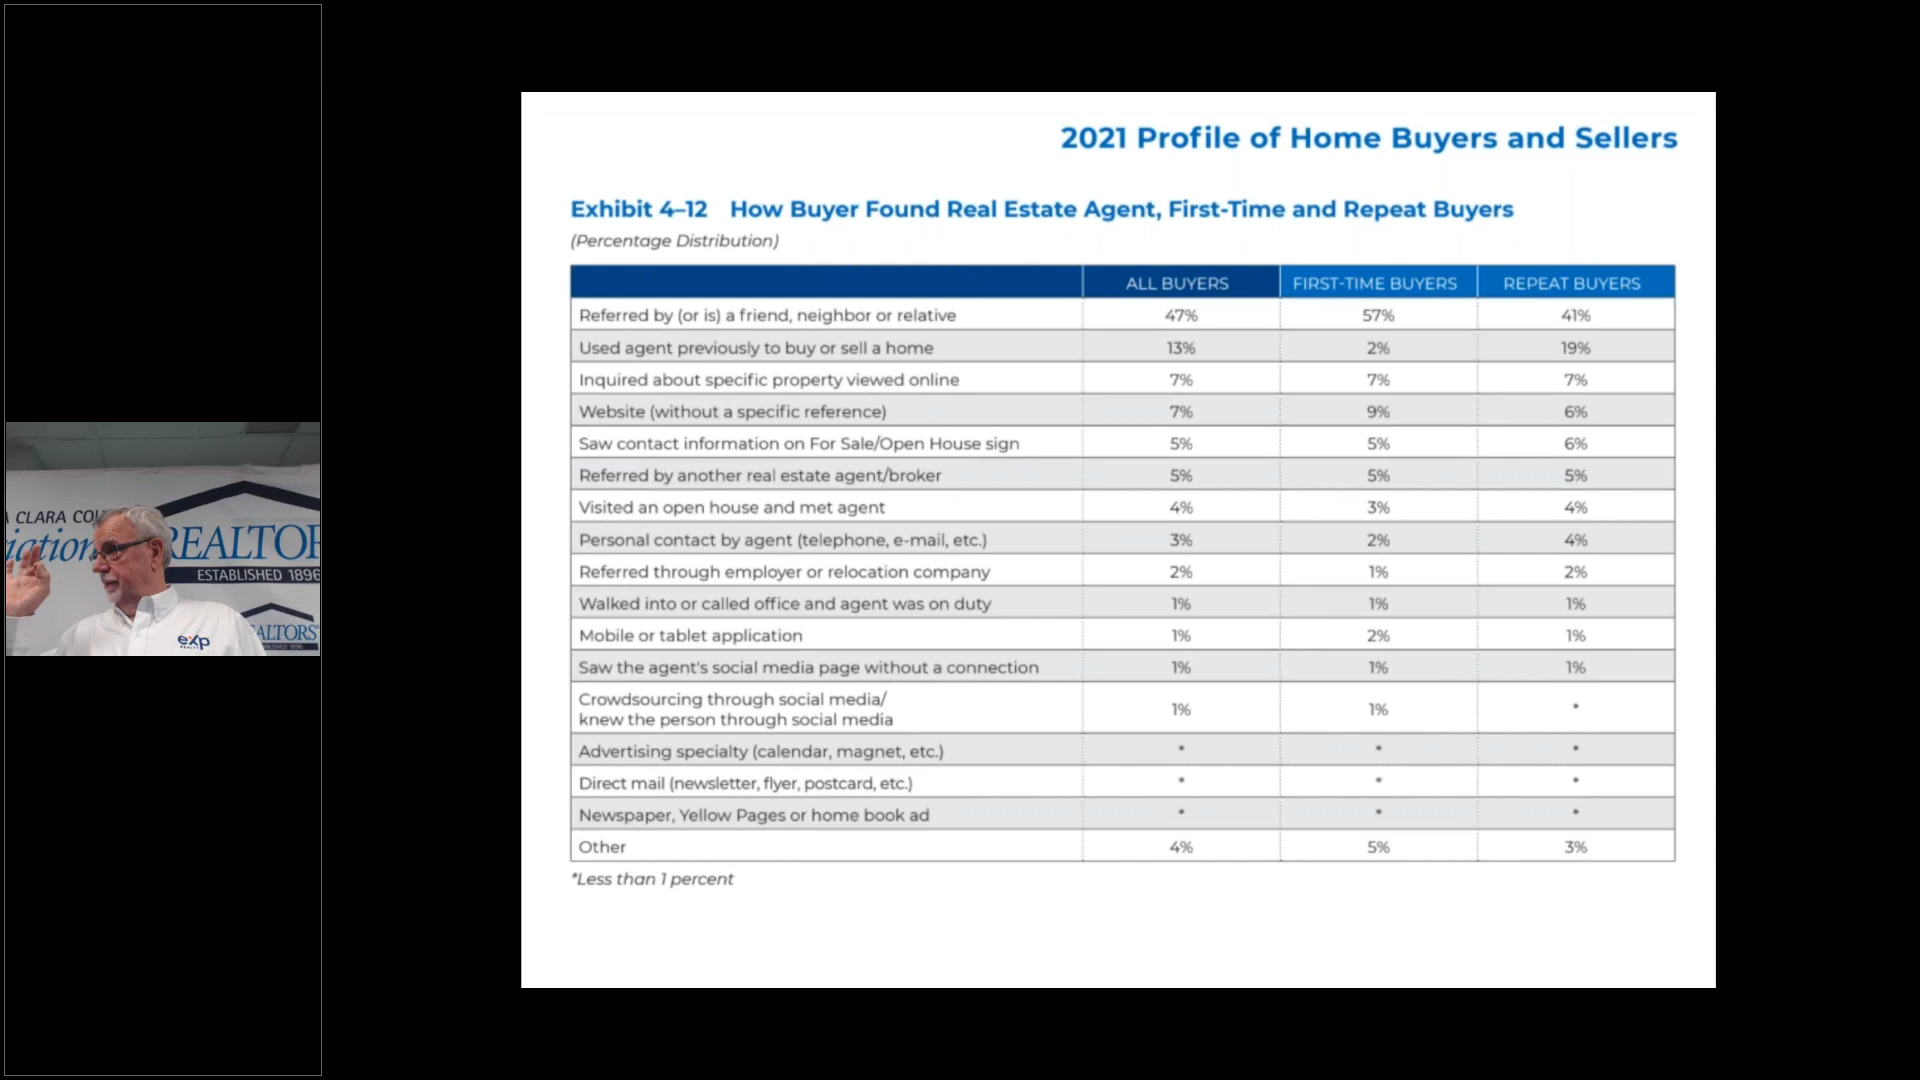 2021 Profile of Home Buyers and Sellers
Exhibit 4–12 How Buyer Found Real Estate Agent, First-Time and Repeat Buyers
(Percentage Distribution)
ALL BUYERS FIRST-TIME BUYERS REPEAT BUYERS
Referred by (or is) a friend, neighbor or relative 47% 57% 41%
Used agent previously to buy or sell a home 13% 2% 19%
Inquired about specific property viewed online 7% 7% 7%
Website (without a specific reference) 7% 9% 6%
Saw contact information on For Sale/Open House sign 5% 5% 6%
Referred by another real estate agent/broker 5% 5% 5%
Visited an open house and met agent 4% 3% 4%
Personal contact by agent (telephone, e-mail, etc.) 3% 2% 4%
Referred through employer or relocation company 2% 1% 2%
Walked into or called office and agent was on duty 1% 1% 1%
Mobile or tablet application 1% 2% 1%
Saw the agent's social media page without a connection 1% 1% 1%
Crowdsourcing through social media/
knew the person through social media 1% 1% *
Advertising specialty (calendar, magnet, etc.) * * *
Direct mail (newsletter, flyer, postcard, etc.) * * *
Newspaper, Yellow Pages or home book ad * * *
Other 4% 5% 3%
*Less than 1 percent
A CLARA COU
iation REALTOR
ESTABLISHED 1896
EALTORS
exp
REALTY